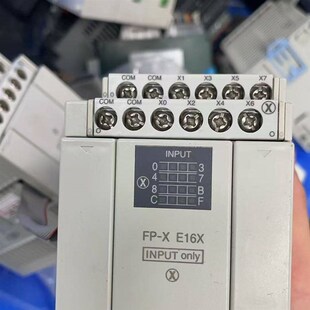 COM COM X1 X3 X5 X7
COM COM X0 X2 X4 X6
INPUT
0 3
4 7
8 B
C F
FP-X E16X
INPUT only